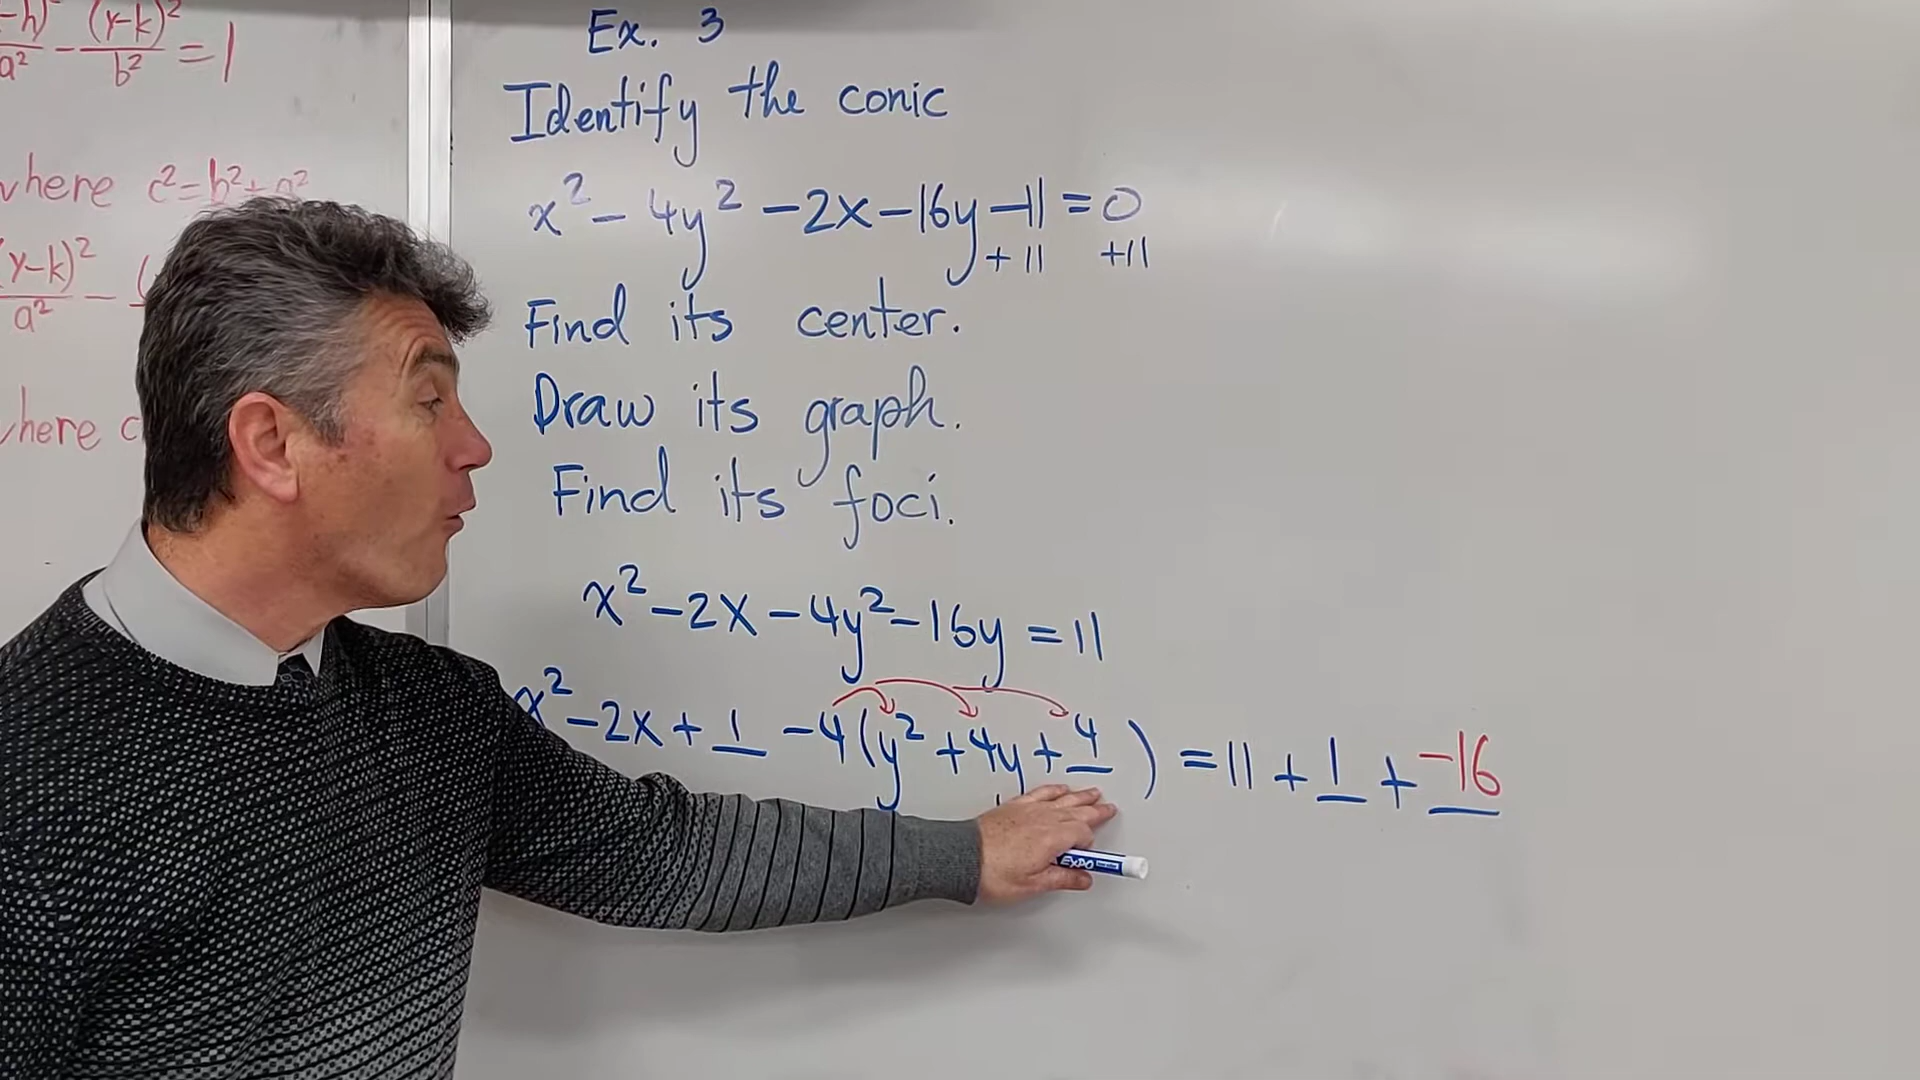 -h)² / a² - (y-k)² / b² = 1
where c²=b²+a²
(y-k)² / a² - (
where c
Ex. 3
Identify the conic
x² - 4y² - 2x - 16y - 11 = 0
+ 11 +11
Find its center.
Draw its graph.
Find its foci.
x² - 2x - 4y² - 16y = 11
x² - 2x + 1 - 4(y² + 4y + 4 ) = 11 + 1 + -16
EXPO